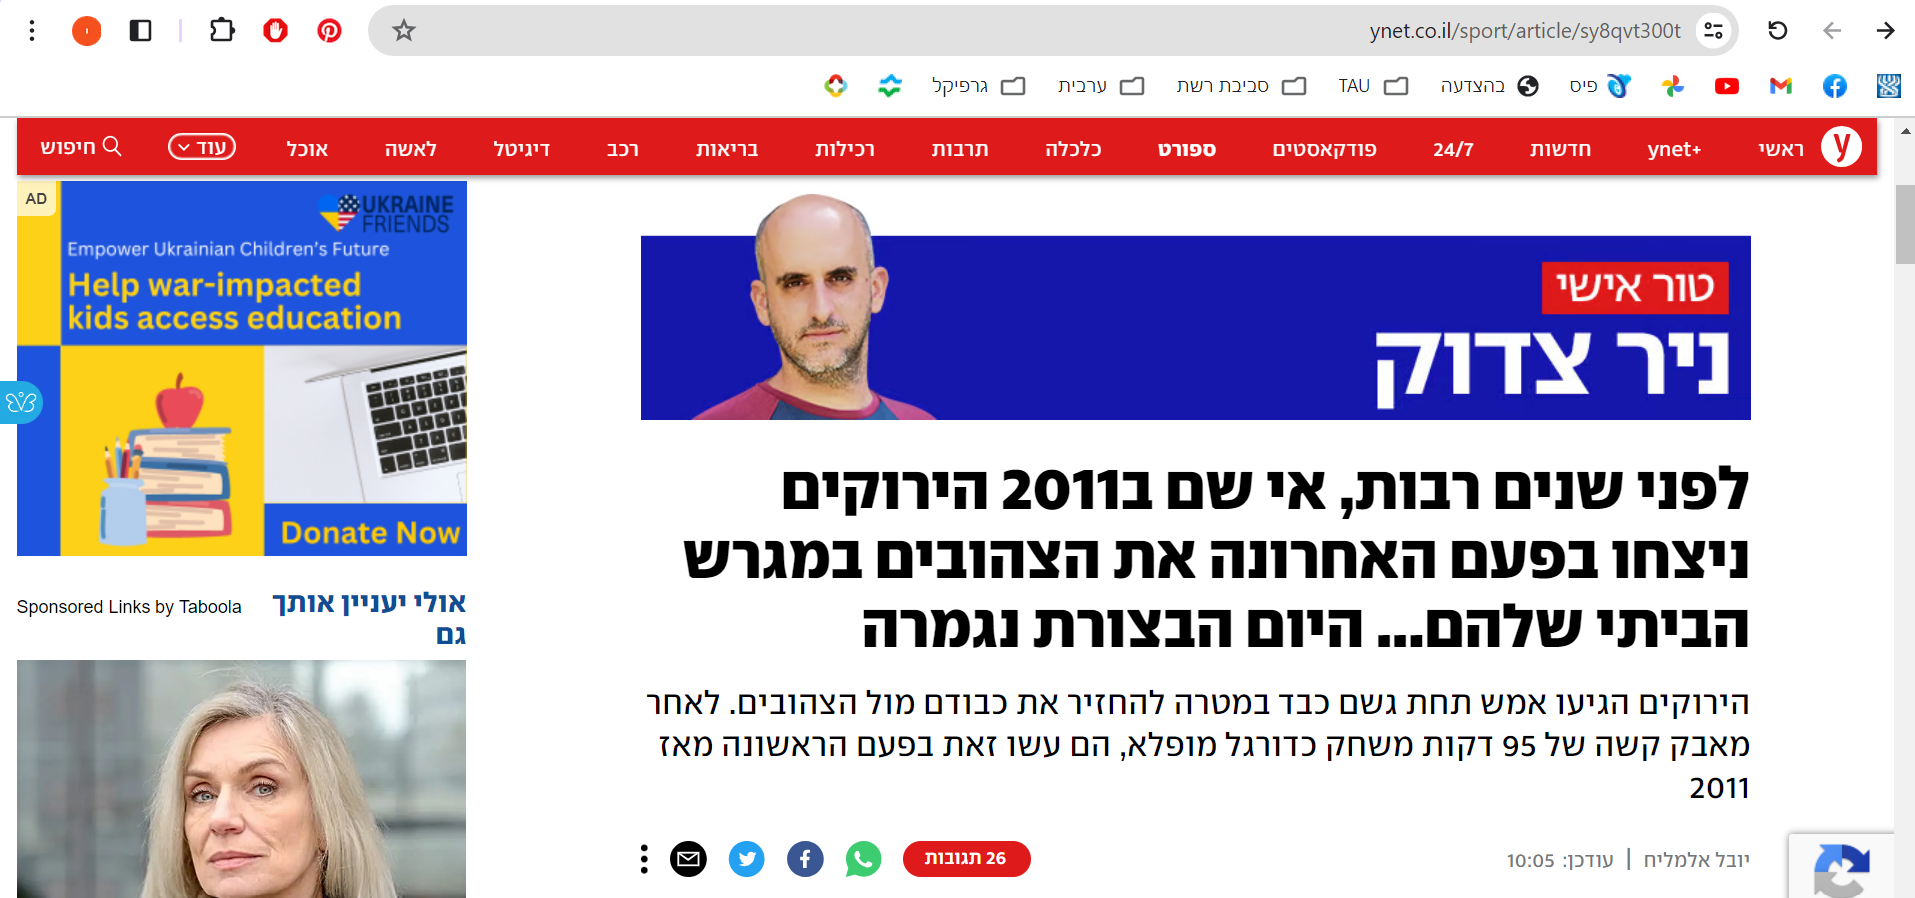 ynet.co.il/sport/article/sy8qvt300t
פיס
בהצדעה
TAU
סביבת רשת
ערבית
גרפיקל
y
ראשי
ynet+
חדשות
24/7
פודקאסטים
ספורט
כלכלה
תרבות
רכילות
בריאות
רכב
דיגיטל
לאשה
אוכל
עוד
חיפוש
טור אישי
ניר צדוק
לפני שנים רבות, אי שם ב2011 הירוקים
ניצחו בפעם האחרונה את הצהובים במגרש
הביתי שלהם... היום הבצורת נגמרה
הירוקים הגיעו אמש תחת גשם כבד במטרה להחזיר את כבודם מול הצהובים. לאחר
מאבק קשה של 95 דקות משחק כדורגל מופלא, הם עשו זאת בפעם הראשונה מאז
2011
יובל אלמליח | עודכן: 10:05
26 תגובות
AD
UKRAINE
FRIENDS
Empower Ukrainian Children's Future
Help war-impacted
kids access education
Donate Now
אולי יעניין אותך
גם
Sponsored Links by Taboola